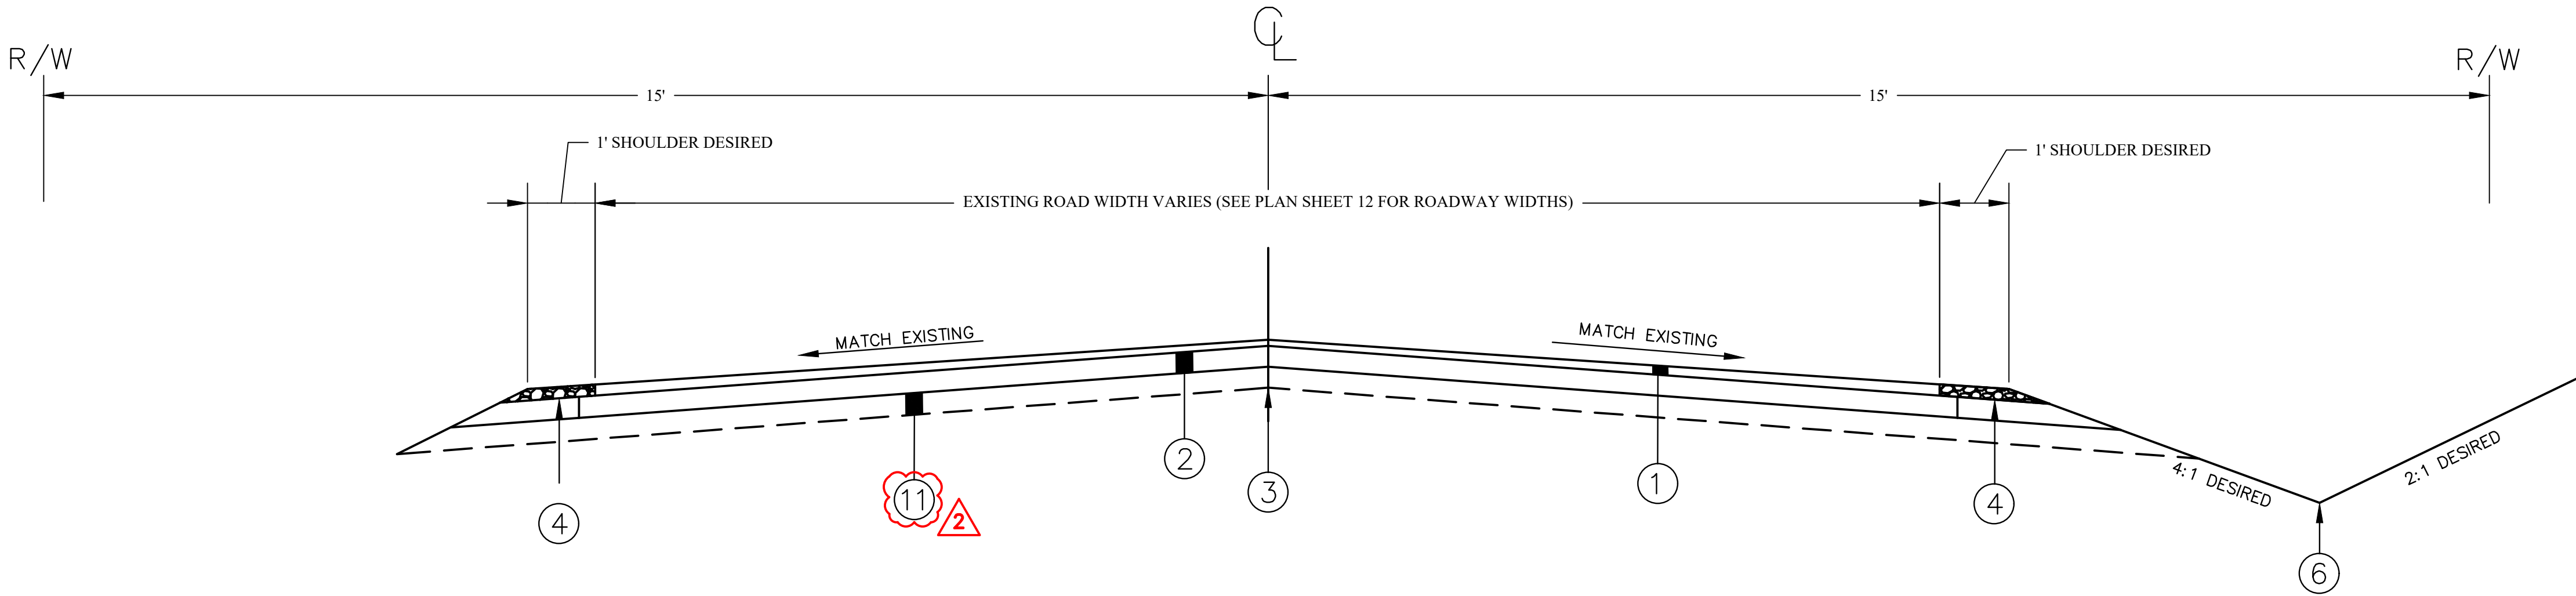 CL
R/W
R/W
15'
15'
1' SHOULDER DESIRED
1' SHOULDER DESIRED
EXISTING ROAD WIDTH VARIES (SEE PLAN SHEET 12 FOR ROADWAY WIDTHS)
MATCH EXISTING
MATCH EXISTING
4:1 DESIRED
2:1 DESIRED
4
11
2
2
3
1
4
6